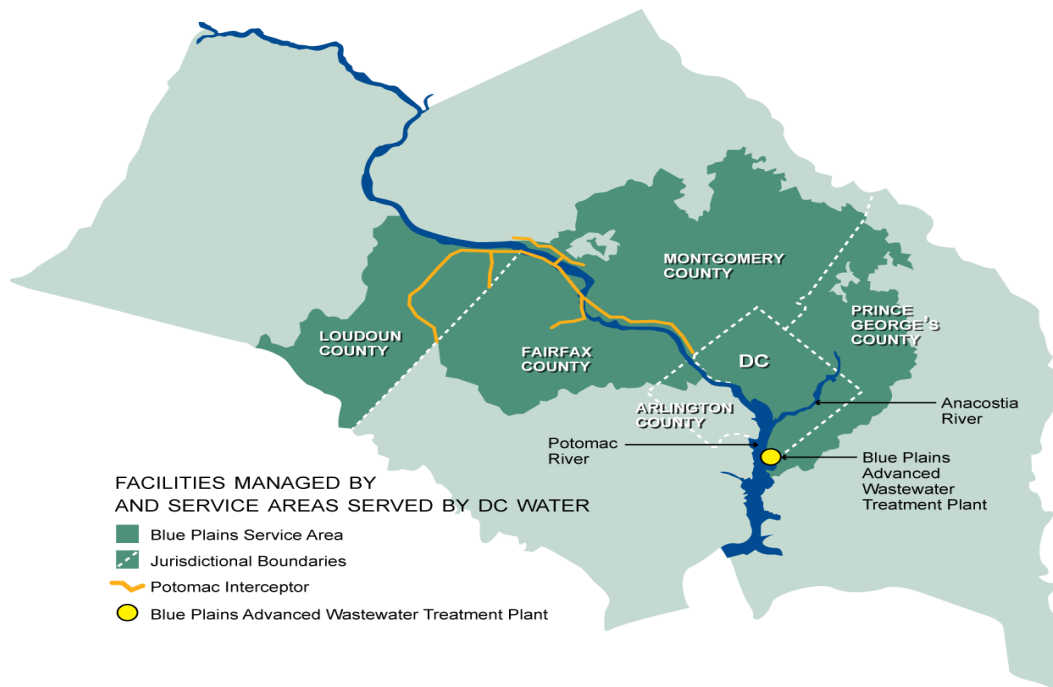 MONTGOMERY
COUNTY
PRINCE
GEORGE'S
COUNTY
LOUDOUN
COUNTY
FAIRFAX
COUNTY
DC
ARLINGTON
COUNTY
Anacostia
River
Potomac
River
Blue Plains
Advanced
Wastewater
Treatment Plant
FACILITIES MANAGED BY
AND SERVICE AREAS SERVED BY DC WATER
Blue Plains Service Area
Jurisdictional Boundaries
Potomac Interceptor
Blue Plains Advanced Wastewater Treatment Plant